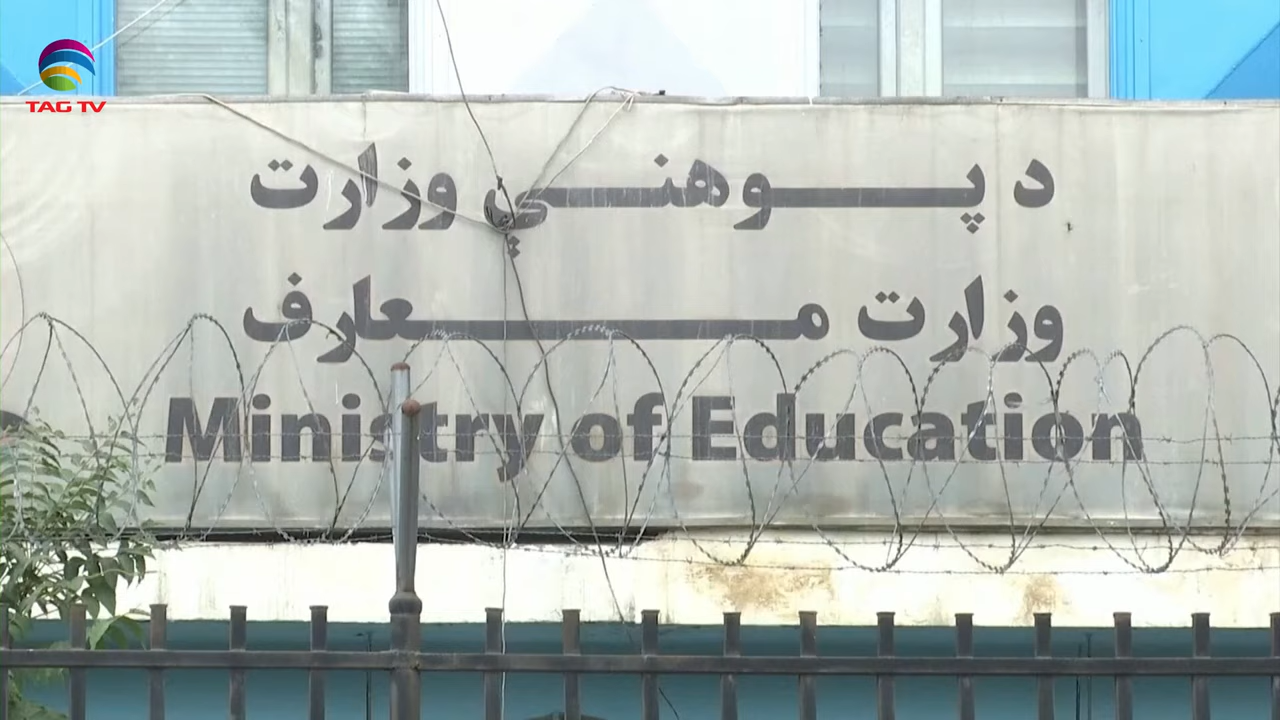 TAG TV
د پوهنې وزارت
وزارت معارف
Ministry of Education